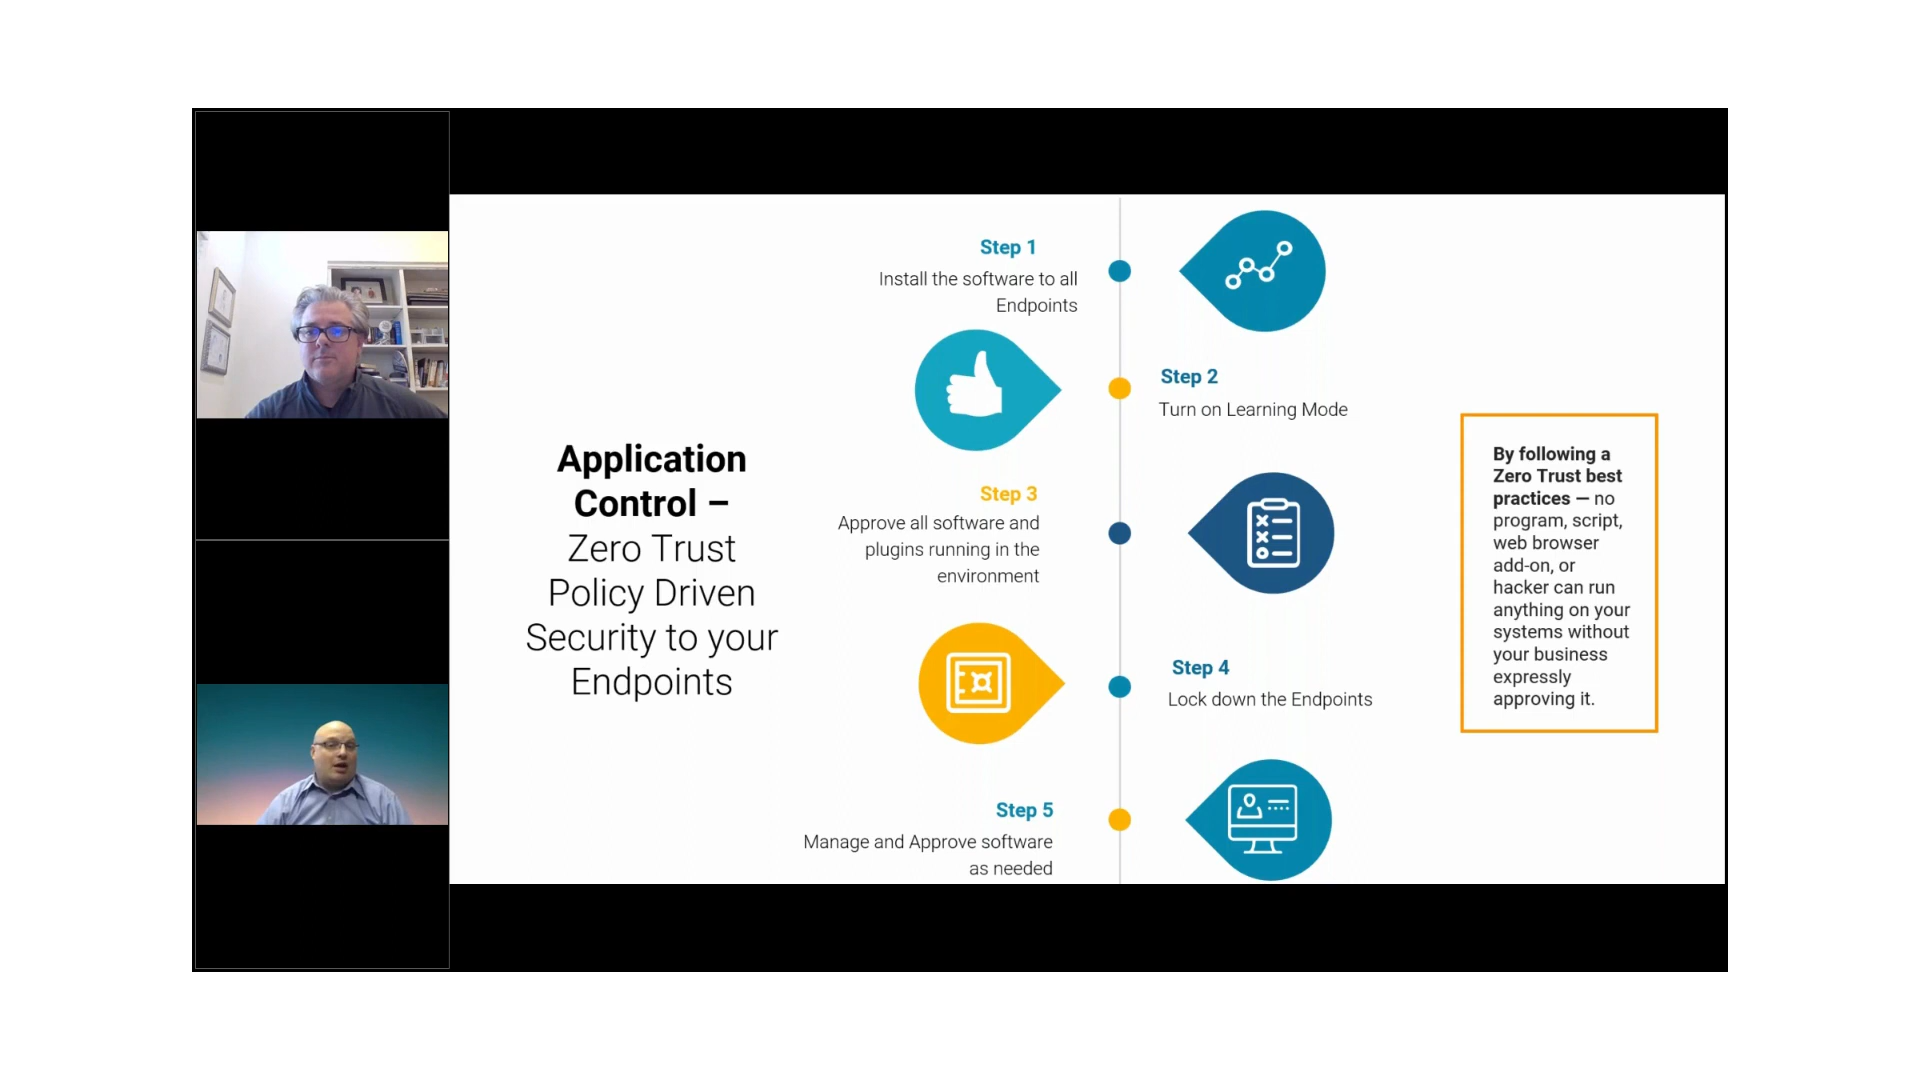 Application
Control –
Zero Trust
Policy Driven
Security to your
Endpoints
Step 1
Install the software to all
Endpoints
Step 2
Turn on Learning Mode
Step 3
Approve all software and
plugins running in the
environment
Step 4
Lock down the Endpoints
Step 5
Manage and Approve software
as needed
By following a
Zero Trust best
practices — no
program, script,
web browser
add-on, or
hacker can run
anything on your
systems without
your business
expressly
approving it.